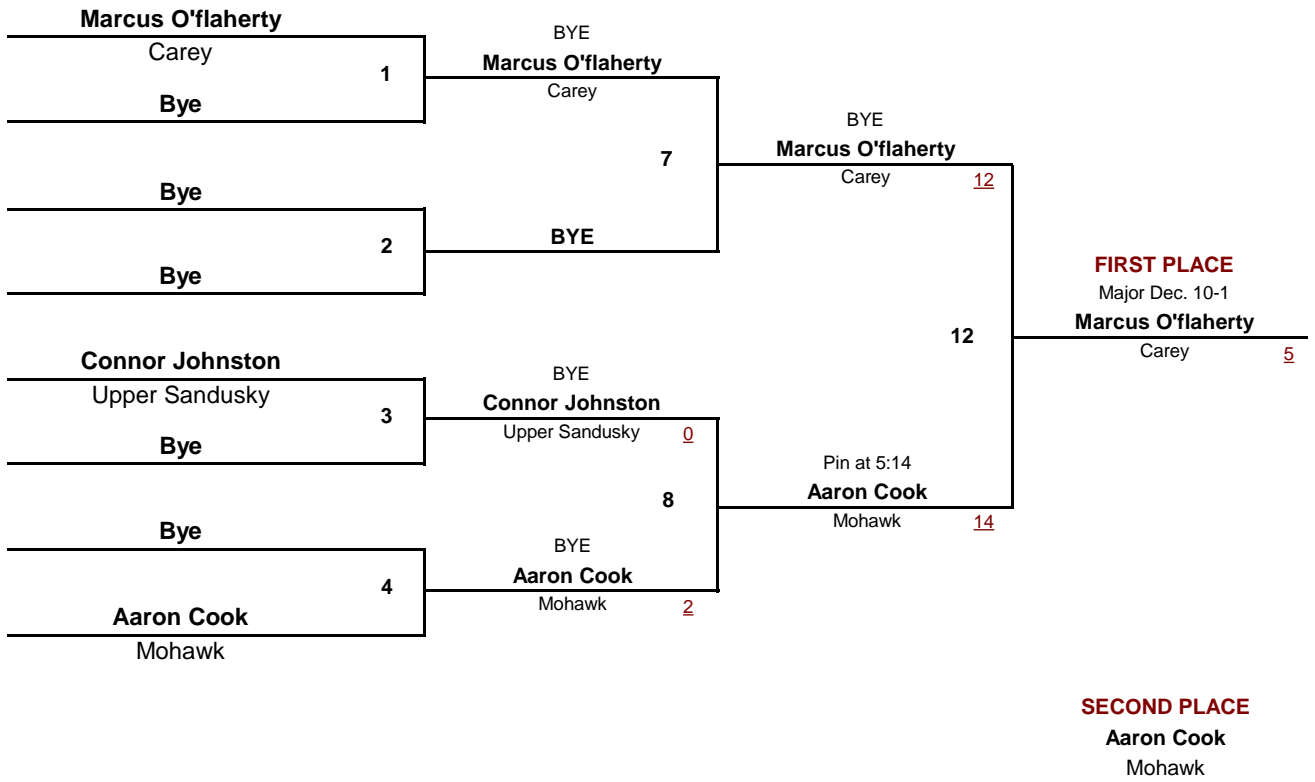 Marcus O'flaherty
Carey
1
Bye
BYE
Marcus O'flaherty
Carey
Bye
2
Bye
BYE
7
BYE
Marcus O'flaherty
Carey
12
Connor Johnston
Upper Sandusky
3
Bye
BYE
Connor Johnston
Upper Sandusky
0
Bye
4
Aaron Cook
Mohawk
BYE
Aaron Cook
Mohawk
2
8
Pin at 5:14
Aaron Cook
Mohawk
14
12
FIRST PLACE
Major Dec. 10-1
Marcus O'flaherty
Carey
5
SECOND PLACE
Aaron Cook
Mohawk